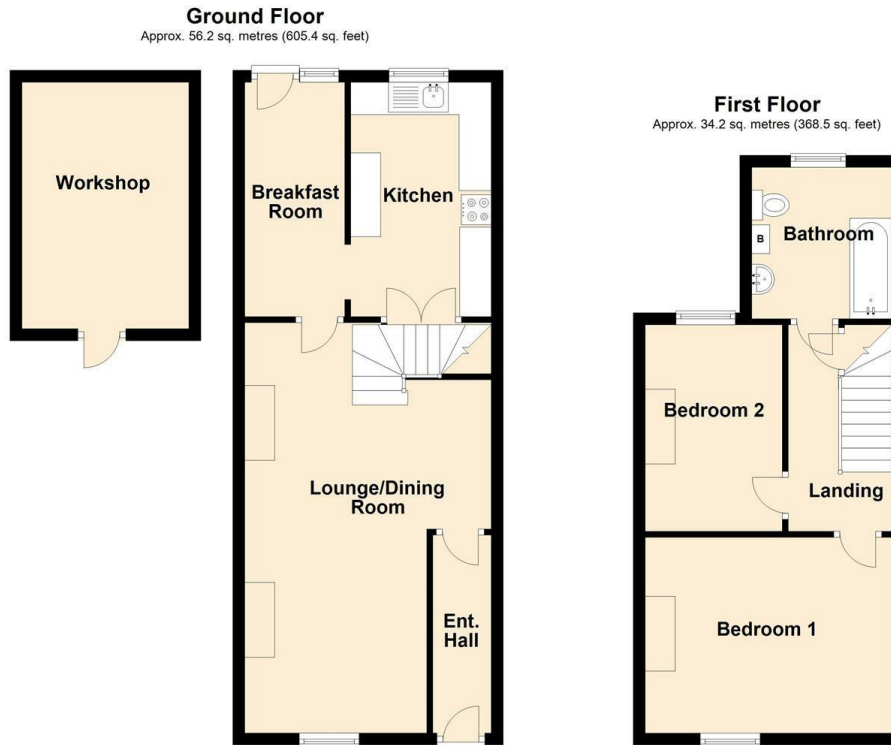 Ground Floor
Approx. 56.2 sq. metres (605.4 sq. feet)
Workshop
Breakfast
Room
Kitchen
Lounge/Dining
Room
Ent.
Hall
First Floor
Approx. 34.2 sq. metres (368.5 sq. feet)
Bathroom
B
Bedroom 2
Landing
Bedroom 1